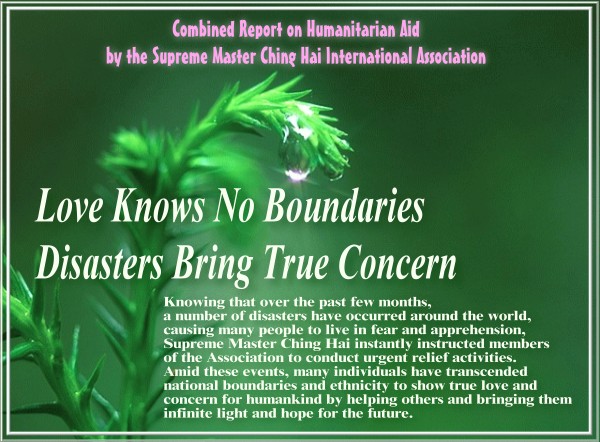 Combined Report on Humanitarian Aid
by the Supreme Master Ching Hai International Association
Love Knows No Boundaries
Disasters Bring True Concern
Knowing that over the past few months,
a number of disasters have occurred around the world,
causing many people to live in fear and apprehension,
Supreme Master Ching Hai instantly instructed members
of the Association to conduct urgent relief activities.
Amid these events, many individuals have transcended
national boundaries and ethnicity to show true love and
concern for humankind by helping others and bringing them
infinite light and hope for the future.